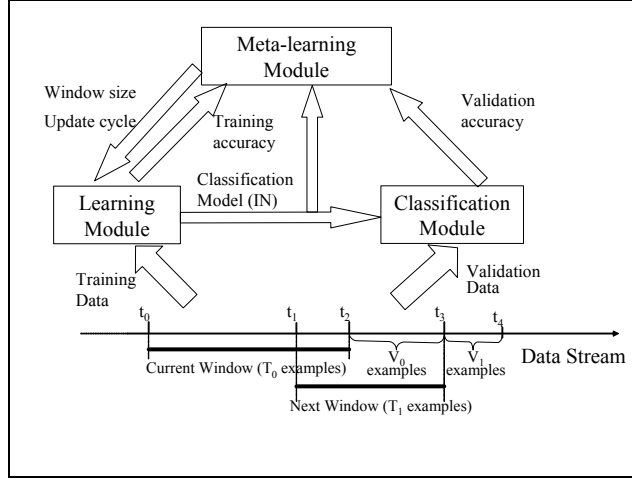 Meta-learning
Module
Window size
Update cycle
Training
accuracy
Validation
accuracy
Classification
Model (IN)
Learning
Module
Classification
Module
Training
Data
Validation
Data
t0
t1
t2
t3
t4
Data Stream
Current Window (T0 examples)
V0
examples
V1
examples
Next Window (T1 examples)